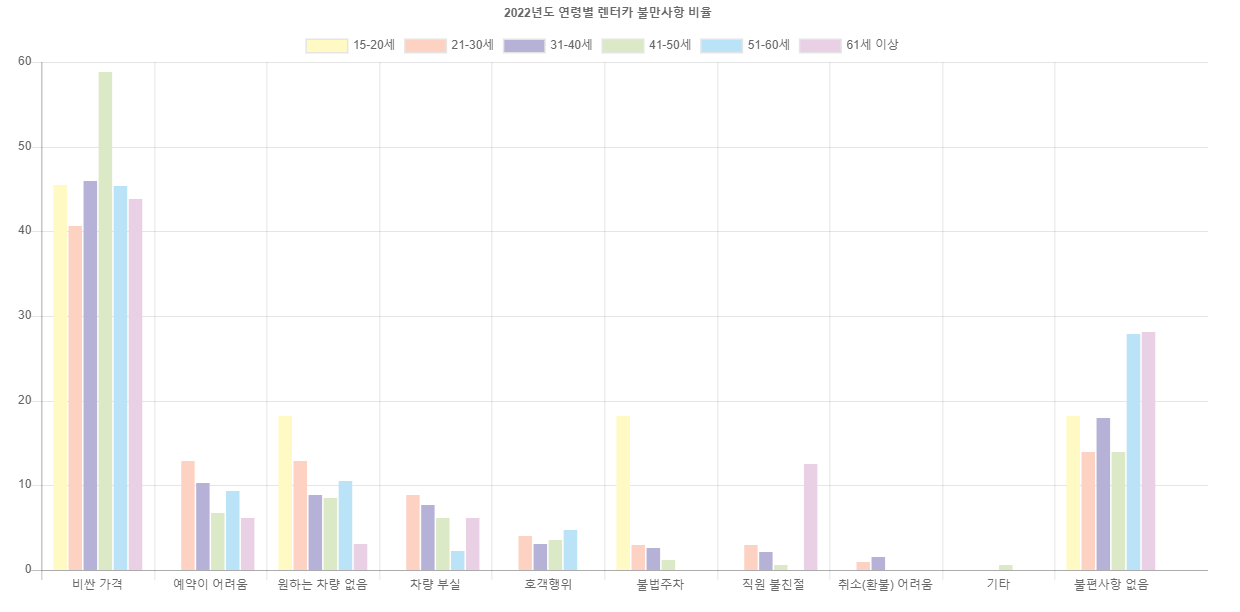 2022년도 연령별 렌터카 불만사항 비율
15-20세 21-30세 31-40세 41-50세 51-60세 61세 이상
60
50
40
30
20
10
0
비싼 가격 예약이 어려움 원하는 차량 없음 차량 부실 호객행위 불법주차 직원 불친절 취소(환불) 어려움 기타 불편사항 없음